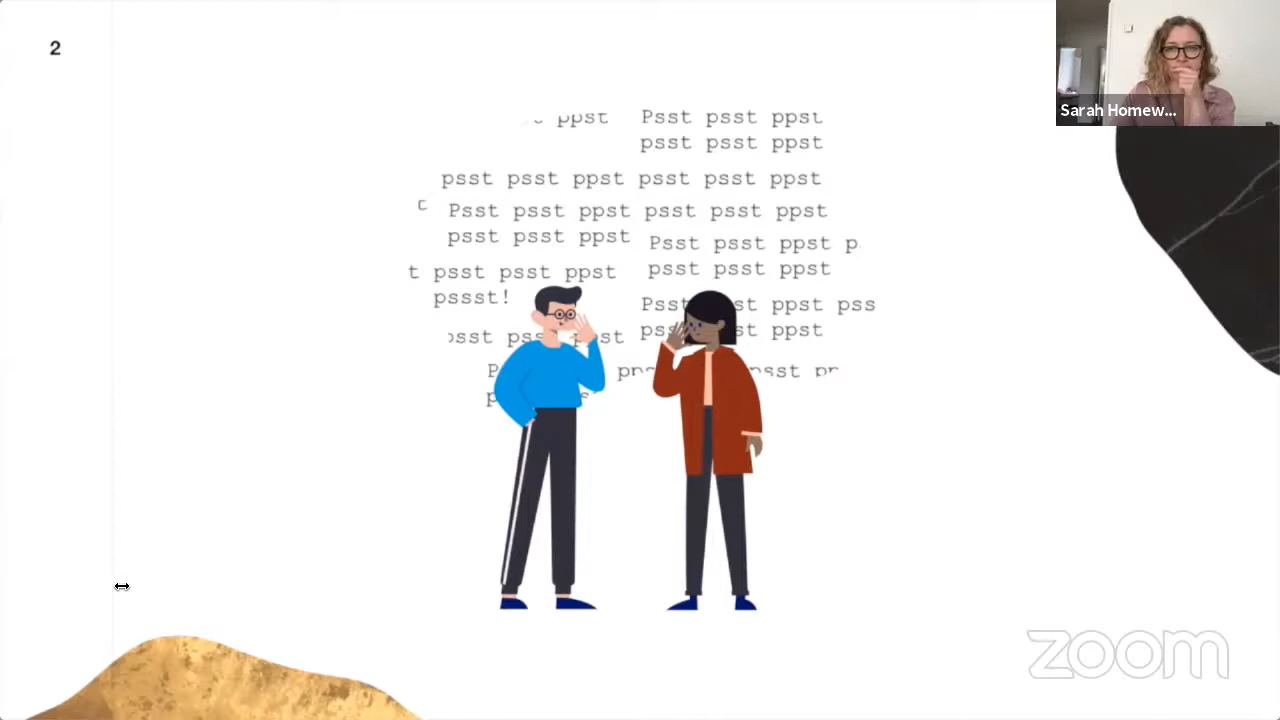 2
ppst Psst psst ppst
psst psst ppst
psst psst ppst psst psst ppst
Psst psst ppst psst psst ppst
psst psst ppst
Psst psst ppst p
t psst psst ppst
psst psst ppst
psssst!
Psst ppst pss
psst ppst
Sarah Homew...
zoom